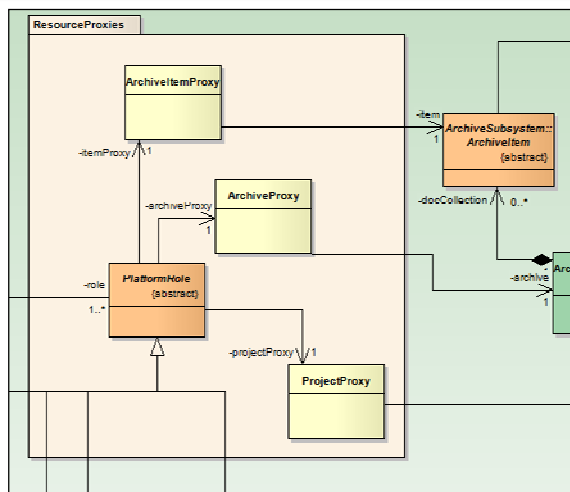 ResourceProxies
ArchiveItemProxy
-item
1
ArchiveSubsystem::
ArchiveItem
{abstract}
-itemProxy
1
ArchiveProxy
-archiveProxy
1
-docCollection
0..*
PlatformRole
{abstract}
-role
1..*
Arc
-archive
1
-projectProxy
1
ProjectProxy